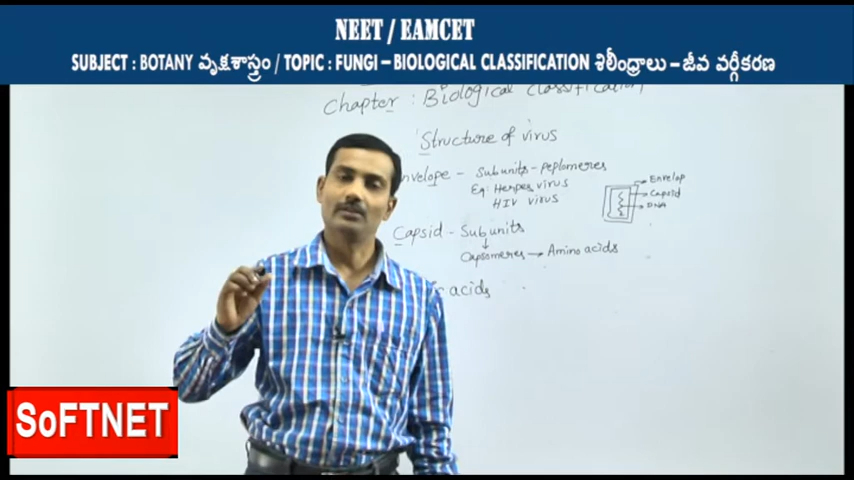 NEET / EAMCET
SUBJECT : BOTANY వృక్షశాస్త్రం / TOPIC : FUNGI – BIOLOGICAL CLASSIFICATION శిలీంధ్రాలు – జీవ వర్గీకరణ
Chapter : Biological Classification
Structure of virus
nvelope - Subunits - peplomeres
Eg: Herpes virus
HIV virus
Envelop
Capsid
DNA
Capsid - Subunits
Capsomeres → Amino acids
c acids
SoFTNET